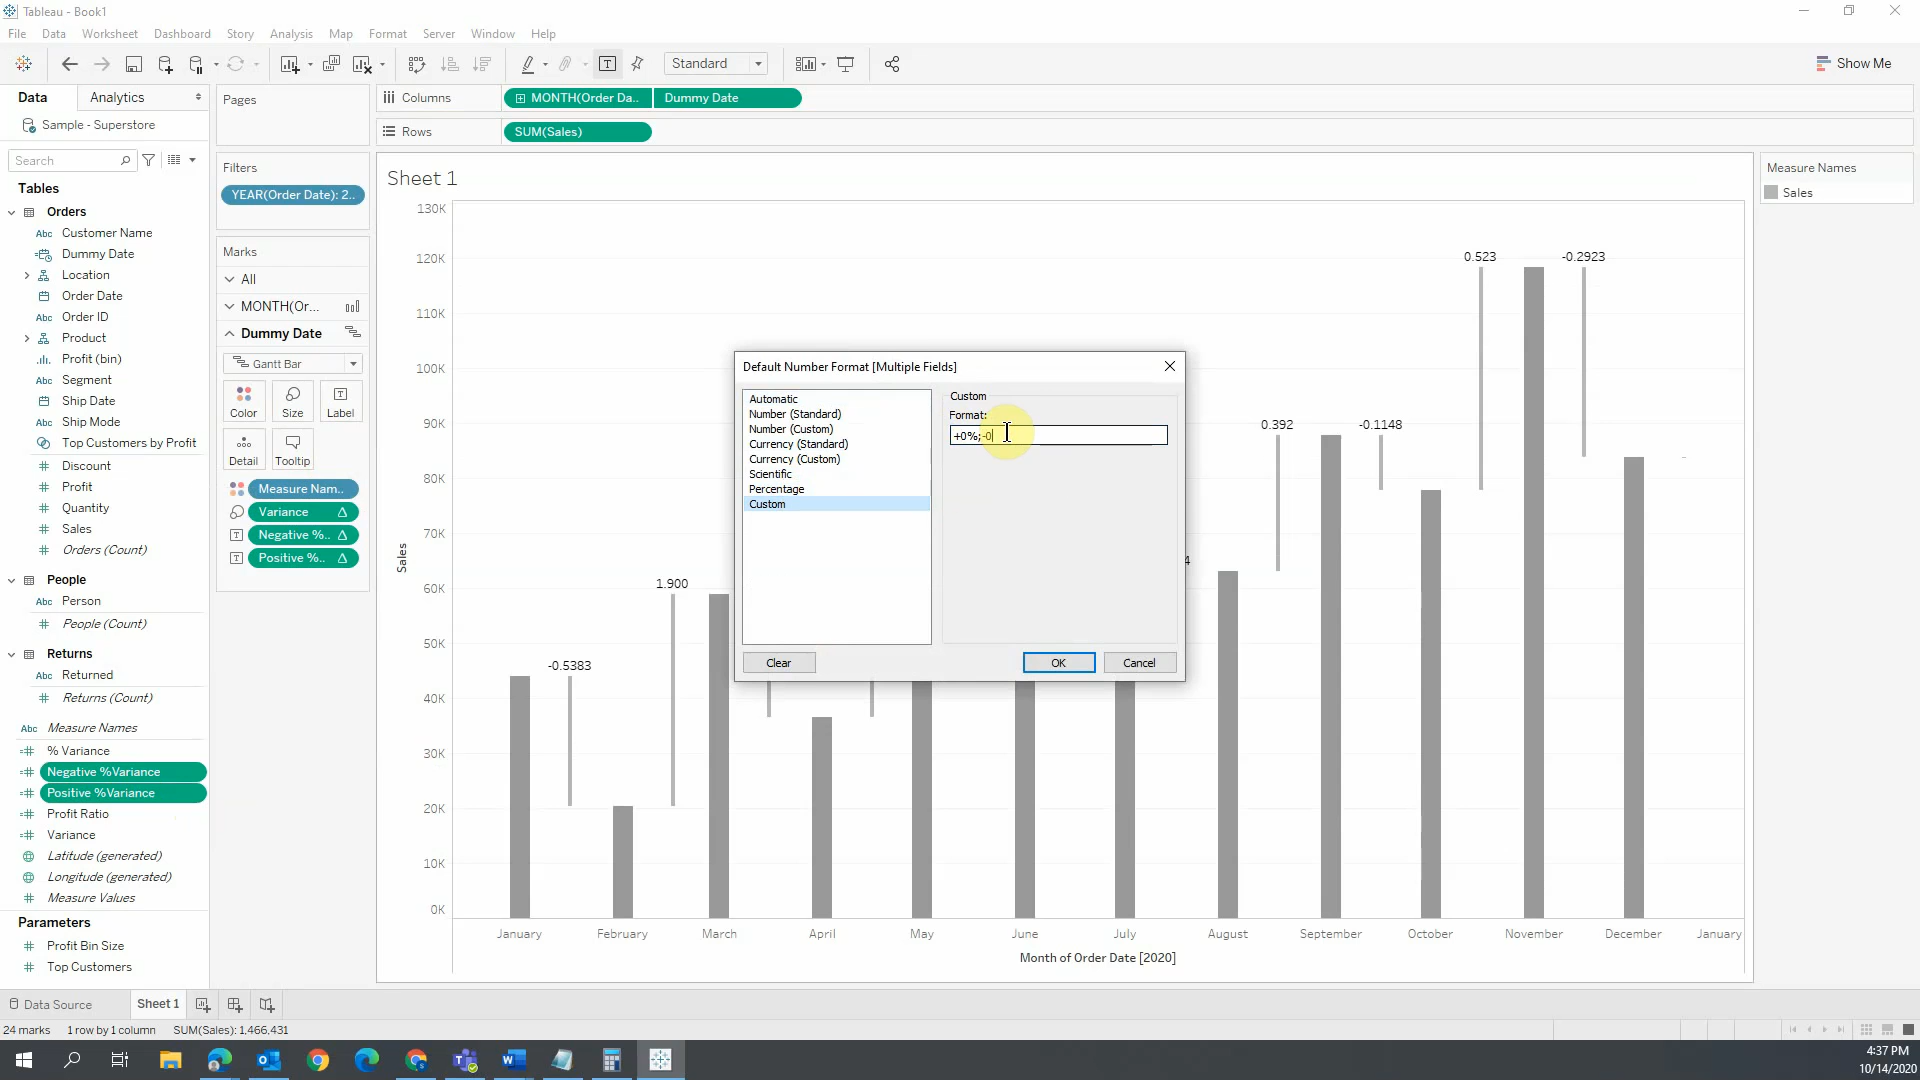 Tableau - Book1
File Data Worksheet Dashboard Story Analysis Map Format Server Window Help
Standard
Show Me
Data Analytics
Sample - Superstore
Search
Tables
Orders
Abc Customer Name
Dummy Date
Location
Order Date
Abc Order ID
Product
Profit (bin)
Abc Segment
Ship Date
Abc Ship Mode
Top Customers by Profit
# Discount
# Profit
# Quantity
# Sales
# Orders (Count)
People
Abc Person
# People (Count)
Returns
Abc Returned
# Returns (Count)
Abc Measure Names
=# % Variance
=# Negative %Variance
=# Positive %Variance
=# Profit Ratio
=# Variance
Latitude (generated)
Longitude (generated)
# Measure Values
Parameters
# Profit Bin Size
# Top Customers
Pages
Filters
YEAR(Order Date): 2..
Marks
All
MONTH(Or...
Dummy Date
Gantt Bar
Color Size Label
Detail Tooltip
Measure Nam..
Variance Δ
Negative %.. Δ
Positive %.. Δ
Columns
MONTH(Order Da.. Dummy Date
Rows
SUM(Sales)
Sheet 1
130K
120K
110K
100K
90K
80K
70K
60K
50K
40K
30K
20K
10K
0K
Sales
-0.5383
1.900
4
0.392
-0.1148
0.523
-0.2923
January February March April May June July August September October November December January
Month of Order Date [2020]
Default Number Format [Multiple Fields]
Automatic
Number (Standard)
Number (Custom)
Currency (Standard)
Currency (Custom)
Scientific
Percentage
Custom
Custom
Format:
+0%;-0
Clear OK Cancel
Measure Names
Sales
Data Source Sheet 1
24 marks 1 row by 1 column SUM(Sales): 1,466,431
4:37 PM
10/14/2020